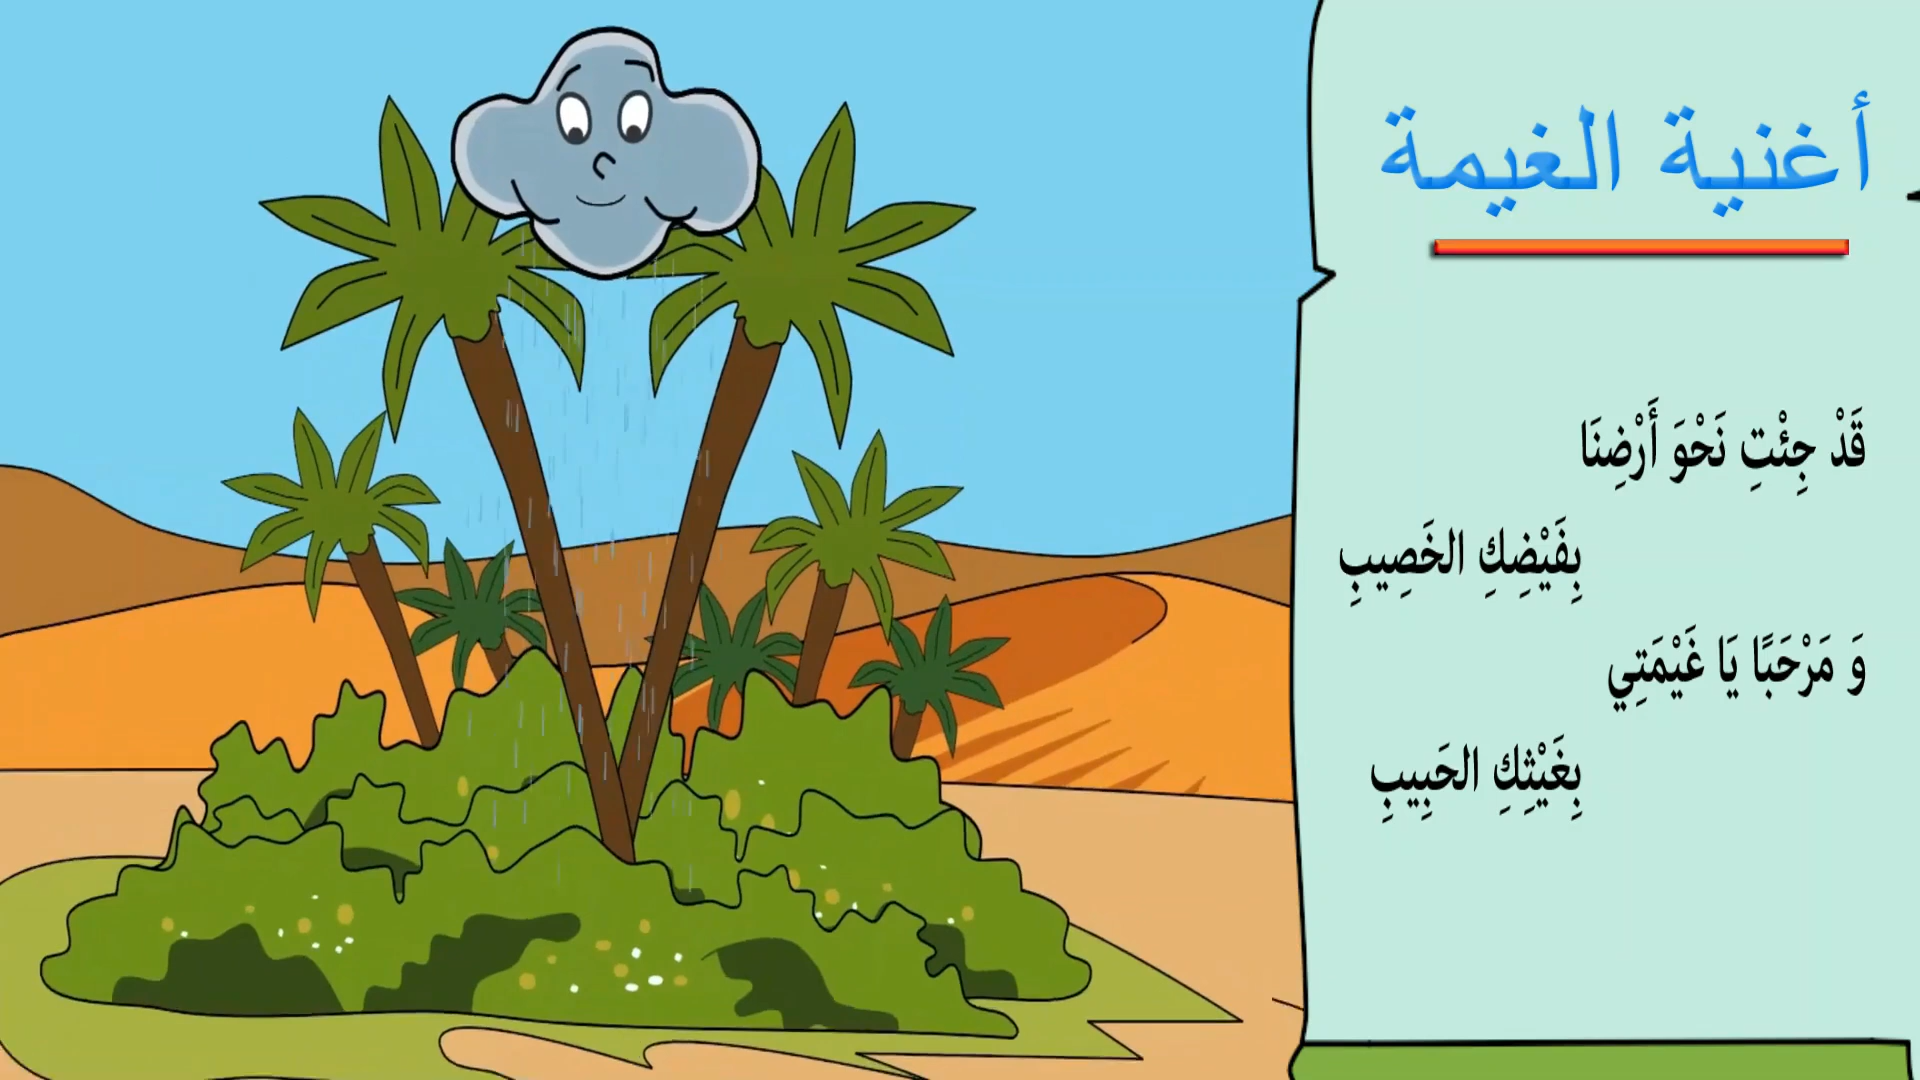 أغنية الغيمة
قَدْ جِئْتِ نَحْوَ أَرْضِنَا
بِفَيْضِكِ الخَصِيبِ
وَ مَرْحَبًا يَا غَيْمَتِي
بِغَيْثِكِ الحَبِيبِ